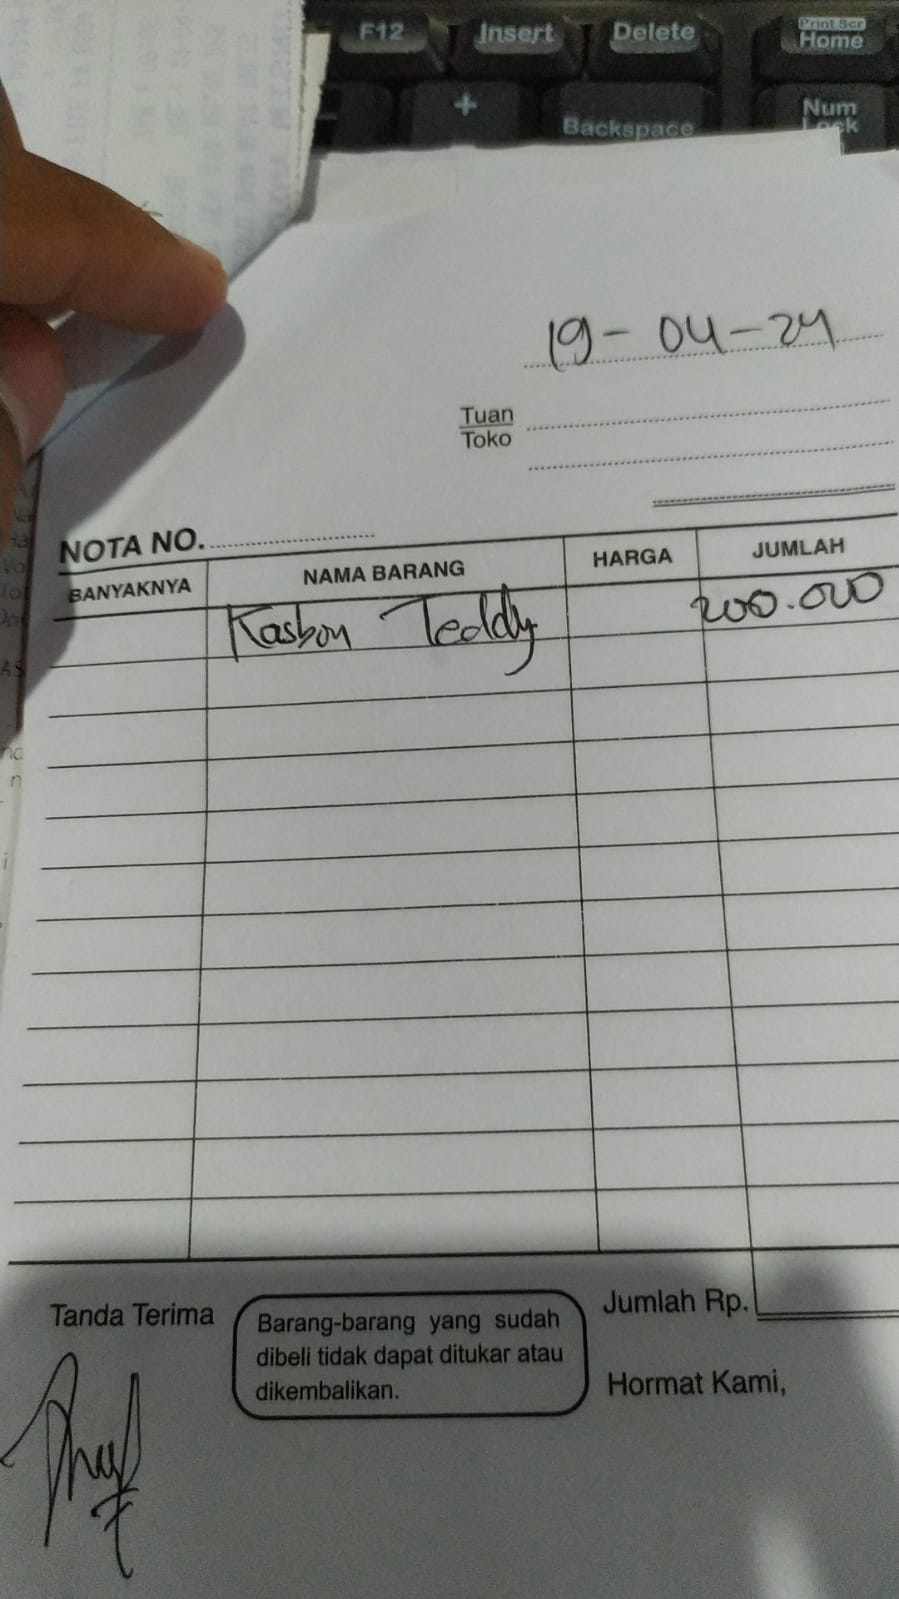 F12 Insert Delete Print Scr Home
+ Backspace Num Lock
19-04-24
Tuan
Toko
NOTA NO.
BANYAKNYA NAMA BARANG HARGA JUMLAH
Kasbon Teddy 200.000
Tanda Terima
Barang-barang yang sudah
dibeli tidak dapat ditukar atau
dikembalikan.
Jumlah Rp.
Hormat Kami,